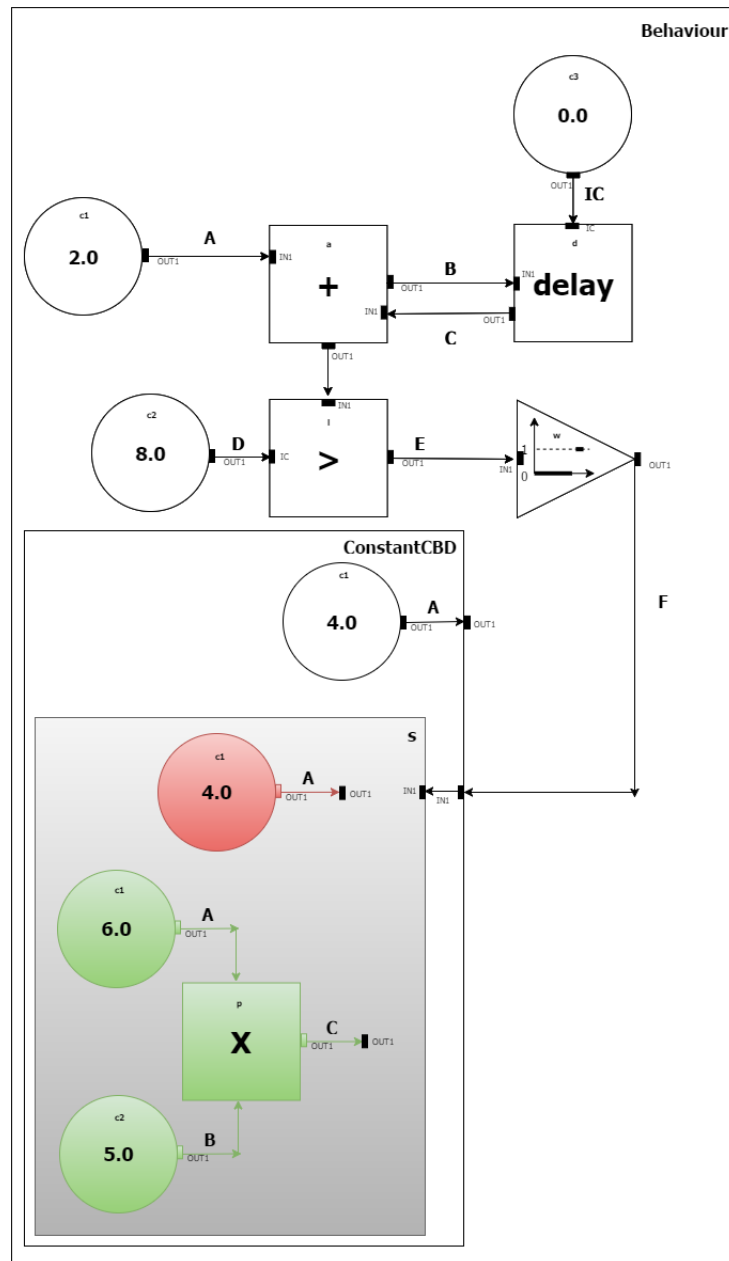 Behaviour
c3
0.0
OUT1
IC
IC
c1
2.0
OUT1
A
IN1
a
+
OUT1
B
IN1
d
delay
IN1
C
OUT1
OUT1
c2
8.0
OUT1
D
IC
IN1
l
>
OUT1
E
IN1
w
1
0
OUT1
F
ConstantCBD
c1
4.0
OUT1
A
OUT1
s
c1
4.0
OUT1
A
OUT1
IN1
IN1
c1
6.0
OUT1
A
p
X
OUT1
C
OUT1
c2
5.0
OUT1
B